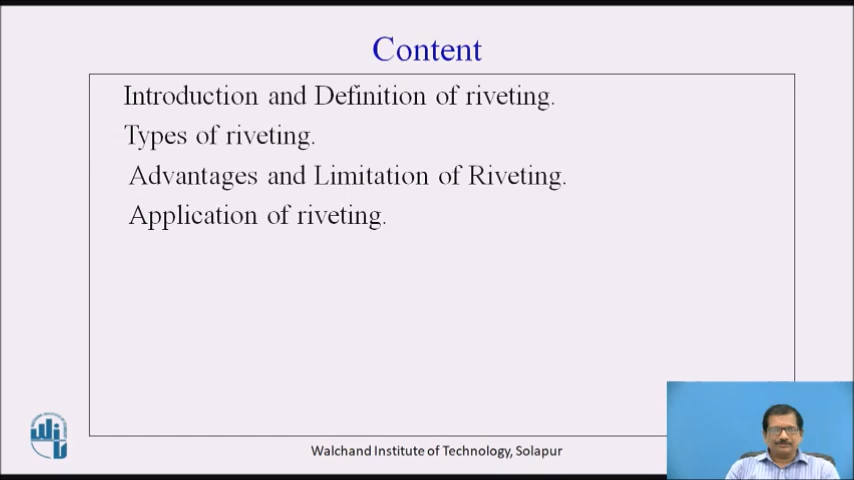 Content
Introduction and Definition of riveting.
Types of riveting.
Advantages and Limitation of Riveting.
Application of riveting.
Walchand Institute of Technology, Solapur